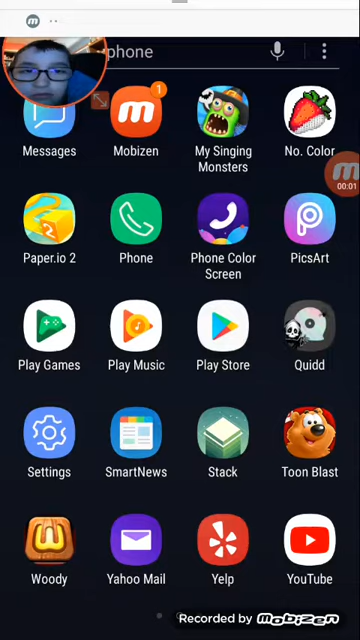 phone
1
Messages
Mobizen
My Singing
Monsters
No. Color
00:01
2
Paper.io 2
Phone
Phone Color
Screen
PicsArt
Play Games
Play Music
Play Store
Quidd
Settings
SmartNews
Stack
Toon Blast
Woody
Yahoo Mail
Yelp
YouTube
Recorded by Mobizen